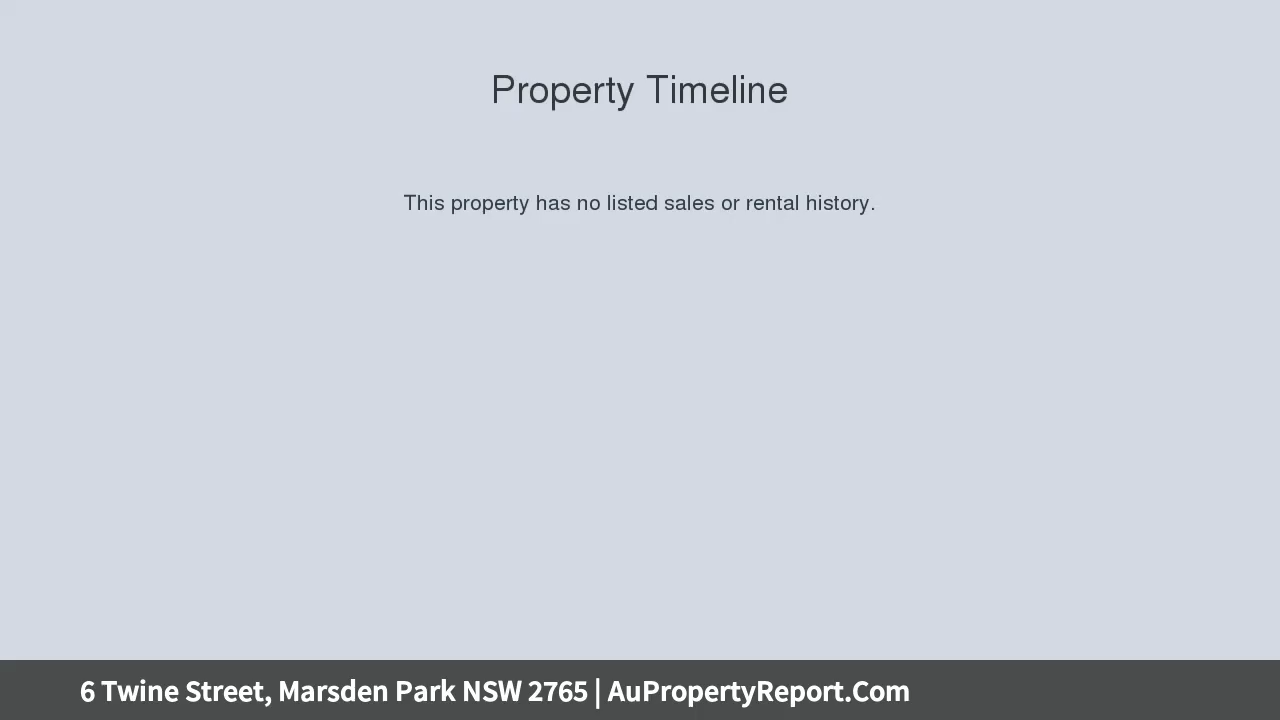 Property Timeline
This property has no listed sales or rental history.
6 Twine Street, Marsden Park NSW 2765 | AuPropertyReport.Com